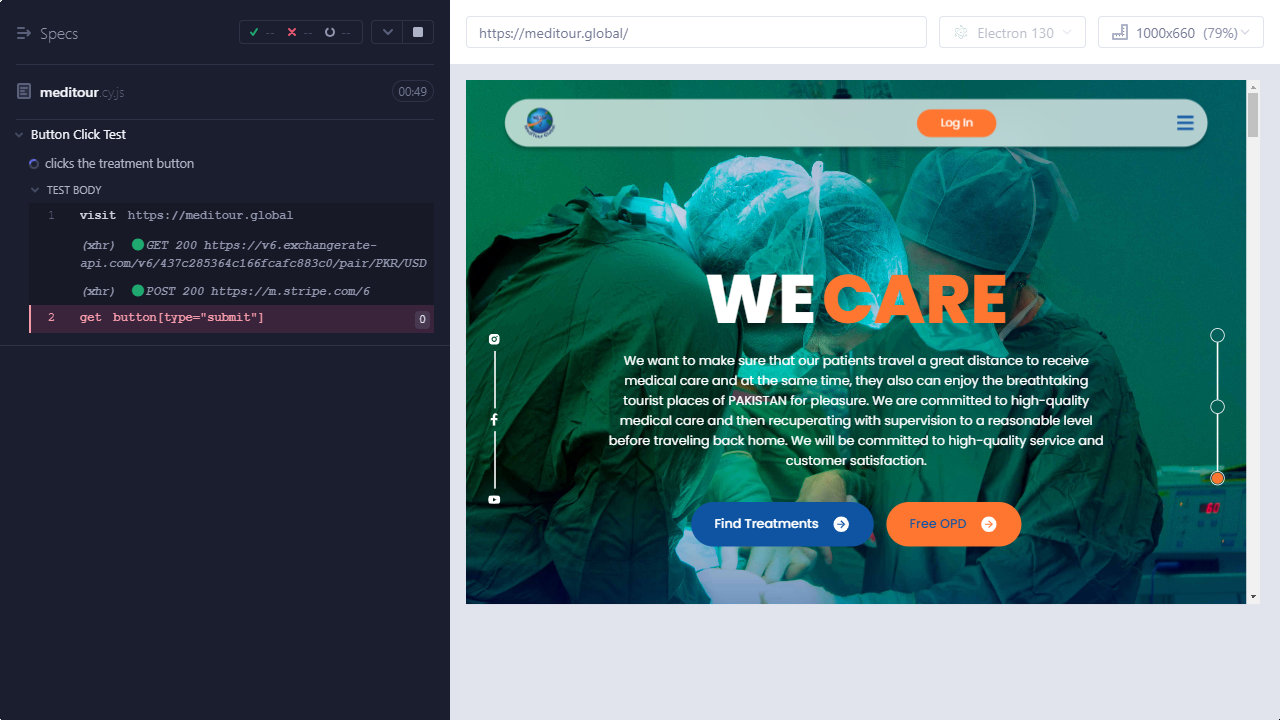 Specs
-- -- --
https://meditour.global/
Electron 130
1000x660 (79%)
meditour.cy.js
00:49
Button Click Test
clicks the treatment button
TEST BODY
1 visit https://meditour.global
(xhr) GET 200 https://v6.exchangerate-
api.com/v6/437c285364c166fcafc883c0/pair/PKR/USD
(xhr) POST 200 https://m.stripe.com/6
2 get button[type="submit"] 0
Log In
WE CARE
We want to make sure that our patients travel a great distance to receive
medical care and at the same time, they also can enjoy the breathtaking
tourist places of PAKISTAN for pleasure. We are committed to high-quality
medical care and then recuperating with supervision to a reasonable level
before traveling back home. We will be committed to high-quality service and
customer satisfaction.
Find Treatments
Free OPD